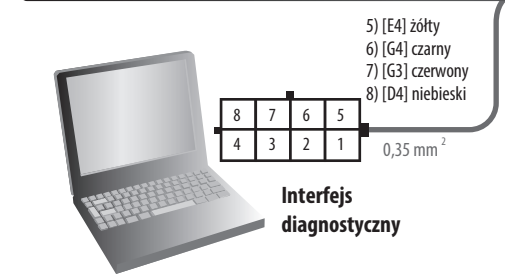 5) [E4] żółty
6) [G4] czarny
7) [G3] czerwony
8) [D4] niebieski
8 7 6 5
4 3 2 1
0,35 mm ²
Interfejs
diagnostyczny